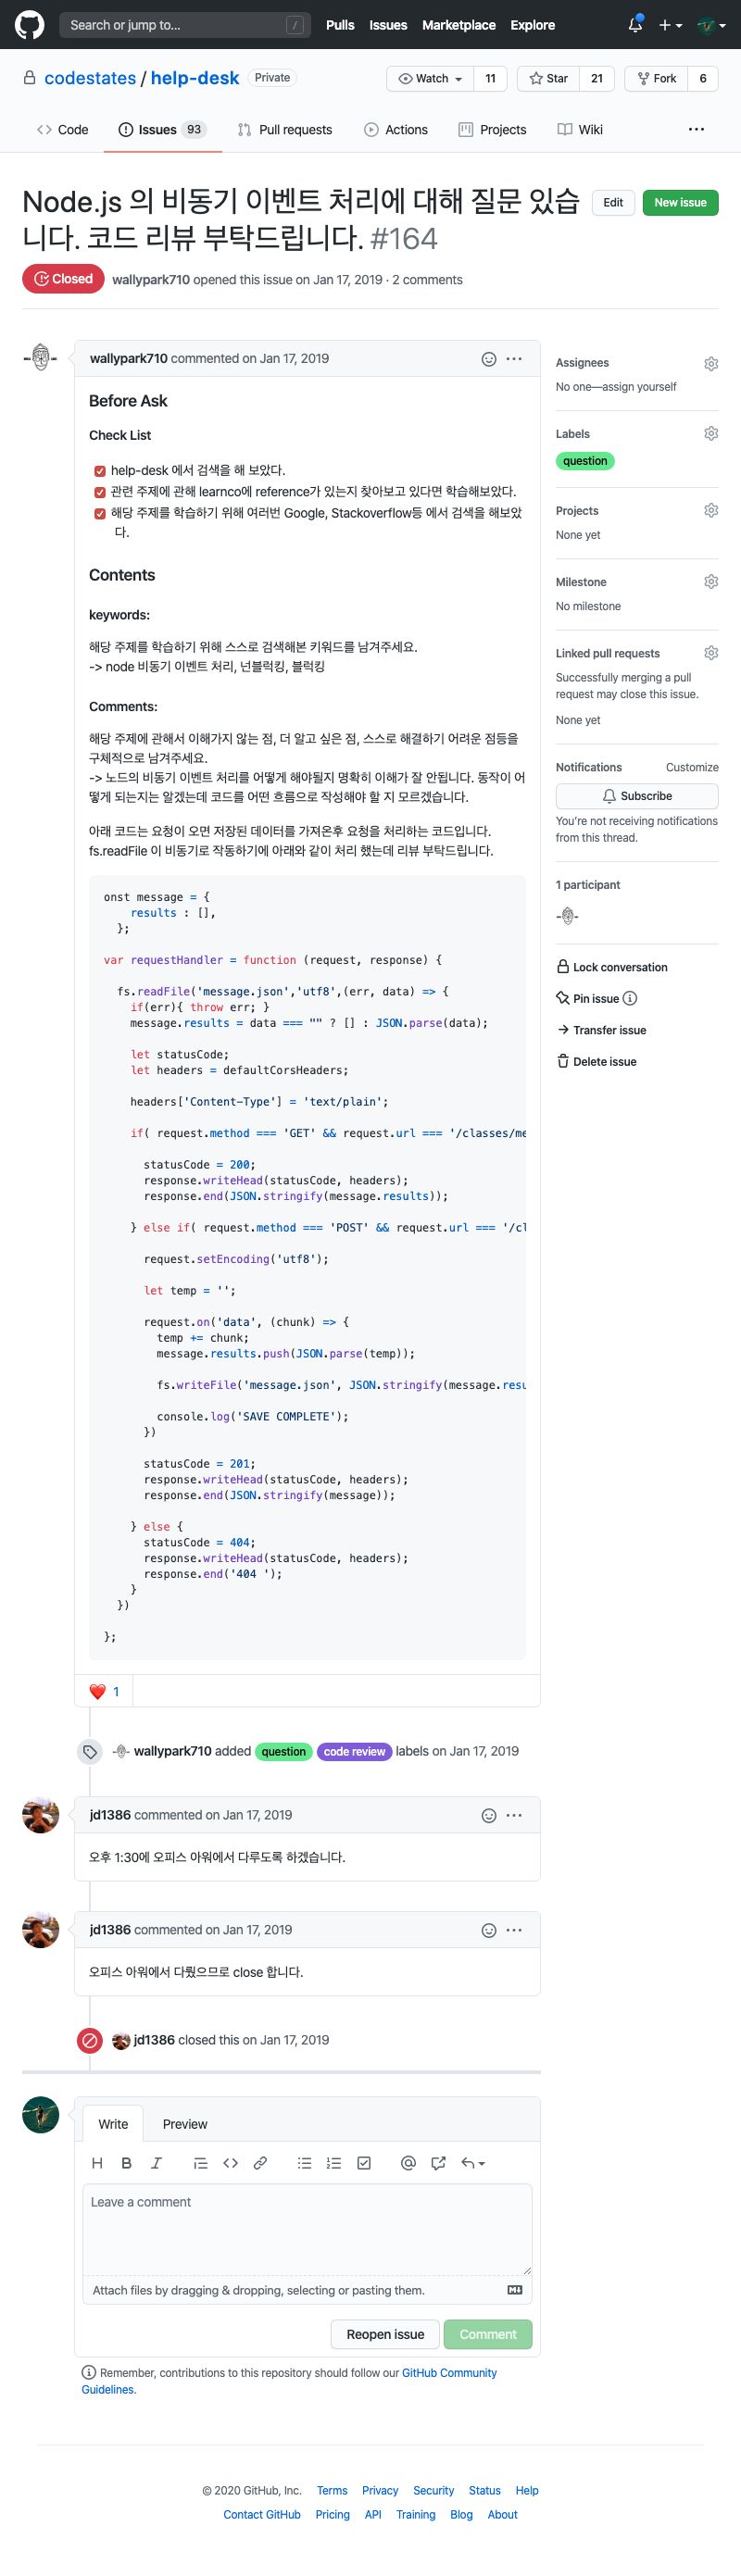 Search or jump to...
/
Pulls Issues Marketplace Explore
codestates / help-desk Private
Watch 11 Star 21 Fork 6
Code Issues 93 Pull requests Actions Projects Wiki
Node.js 의 비동기 이벤트 처리에 대해 질문 있습
니다. 코드 리뷰 부탁드립니다. #164
Edit New issue
Closed wallypark710 opened this issue on Jan 17, 2019 · 2 comments
wallypark710 commented on Jan 17, 2019
Before Ask
Check List
help-desk 에서 검색을 해 보았다.
관련 주제에 관해 learnco에 reference가 있는지 찾아보고 있다면 학습해보았다.
해당 주제를 학습하기 위해 여러번 Google, Stackoverflow등 에서 검색을 해보았
다.
Contents
keywords:
해당 주제를 학습하기 위해 스스로 검색해본 키워드를 남겨주세요.
-> node 비동기 이벤트 처리, 넌블럭킹, 블럭킹
Comments:
해당 주제에 관해서 이해가지 않는 점, 더 알고 싶은 점, 스스로 해결하기 어려운 점등을
구체적으로 남겨주세요.
-> 노드의 비동기 이벤트 처리를 어떻게 해야될지 명확히 이해가 잘 안됩니다. 동작이 어
떻게 되는지는 알겠는데 코드를 어떤 흐름으로 작성해야 할 지 모르겠습니다.
아래 코드는 요청이 오면 저장된 데이터를 가져온후 요청을 처리하는 코드입니다.
fs.readFile 이 비동기로 작동하기에 아래와 같이 처리 했는데 리뷰 부탁드립니다.
onst message = {
results : [],
};
var requestHandler = function (request, response) {
fs.readFile('message.json','utf8',(err, data) => {
if(err){ throw err; }
message.results = data === "" ? [] : JSON.parse(data);
let statusCode;
let headers = defaultCorsHeaders;
headers['Content-Type'] = 'text/plain';
if( request.method === 'GET' && request.url === '/classes/me
statusCode = 200;
response.writeHead(statusCode, headers);
response.end(JSON.stringify(message.results));
} else if( request.method === 'POST' && request.url === '/cl
request.setEncoding('utf8');
let temp = '';
request.on('data', (chunk) => {
temp += chunk;
message.results.push(JSON.parse(temp));
fs.writeFile('message.json', JSON.stringify(message.resu
console.log('SAVE COMPLETE');
})
statusCode = 201;
response.writeHead(statusCode, headers);
response.end(JSON.stringify(message));
} else {
statusCode = 404;
response.writeHead(statusCode, headers);
response.end('404 ');
}
})
};
❤️ 1
wallypark710 added question code review labels on Jan 17, 2019
jd1386 commented on Jan 17, 2019
오후 1:30에 오피스 아워에서 다루도록 하겠습니다.
jd1386 commented on Jan 17, 2019
오피스 아워에서 다뤘으므로 close 합니다.
jd1386 closed this on Jan 17, 2019
Write Preview
Leave a comment
Attach files by dragging & dropping, selecting or pasting them.
Reopen issue Comment
Remember, contributions to this repository should follow our GitHub Community
Guidelines.
Assignees
No one—assign yourself
Labels
question
Projects
None yet
Milestone
No milestone
Linked pull requests
Successfully merging a pull
request may close this issue.
None yet
Notifications Customize
Subscribe
You're not receiving notifications
from this thread.
1 participant
Lock conversation
Pin issue
Transfer issue
Delete issue
© 2020 GitHub, Inc. Terms Privacy Security Status Help
Contact GitHub Pricing API Training Blog About